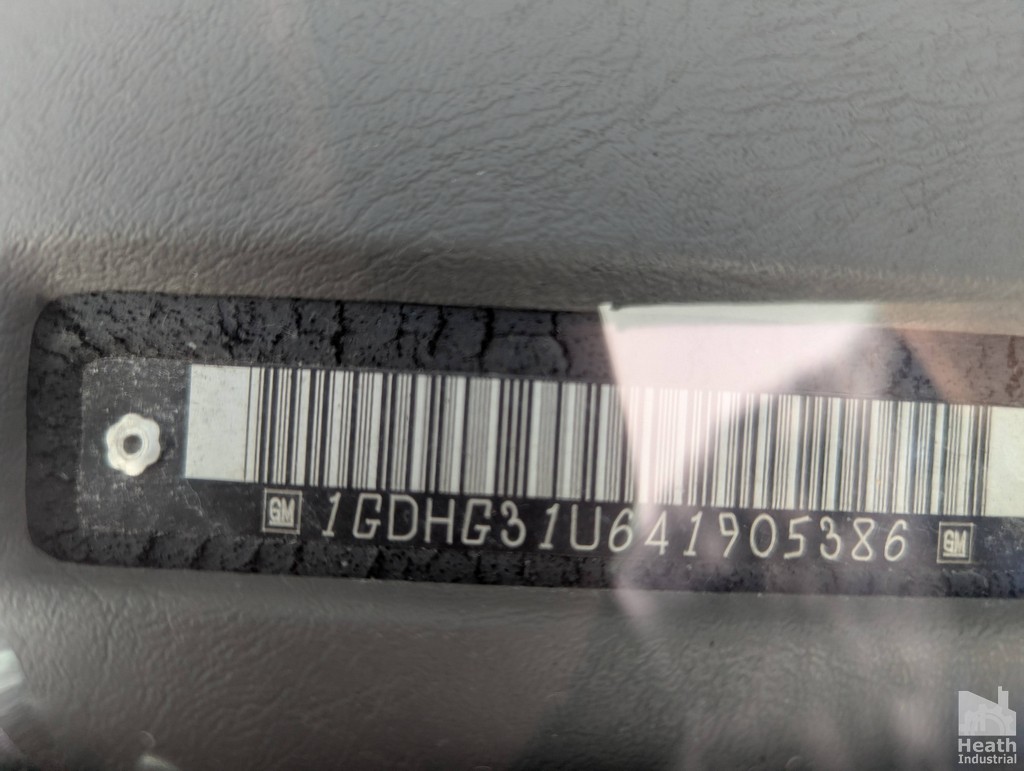 GM 1GDHG31U641905386 GM
Heath
Industrial